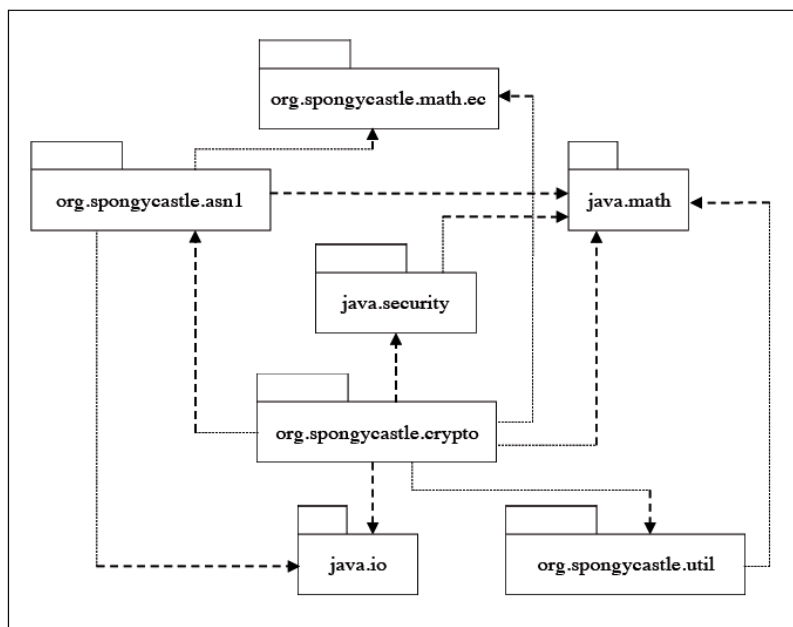 org.spongycastle.math.ec
org.spongycastle.asn1
java.math
java.security
org.spongycastle.crypto
java.io
org.spongycastle.util